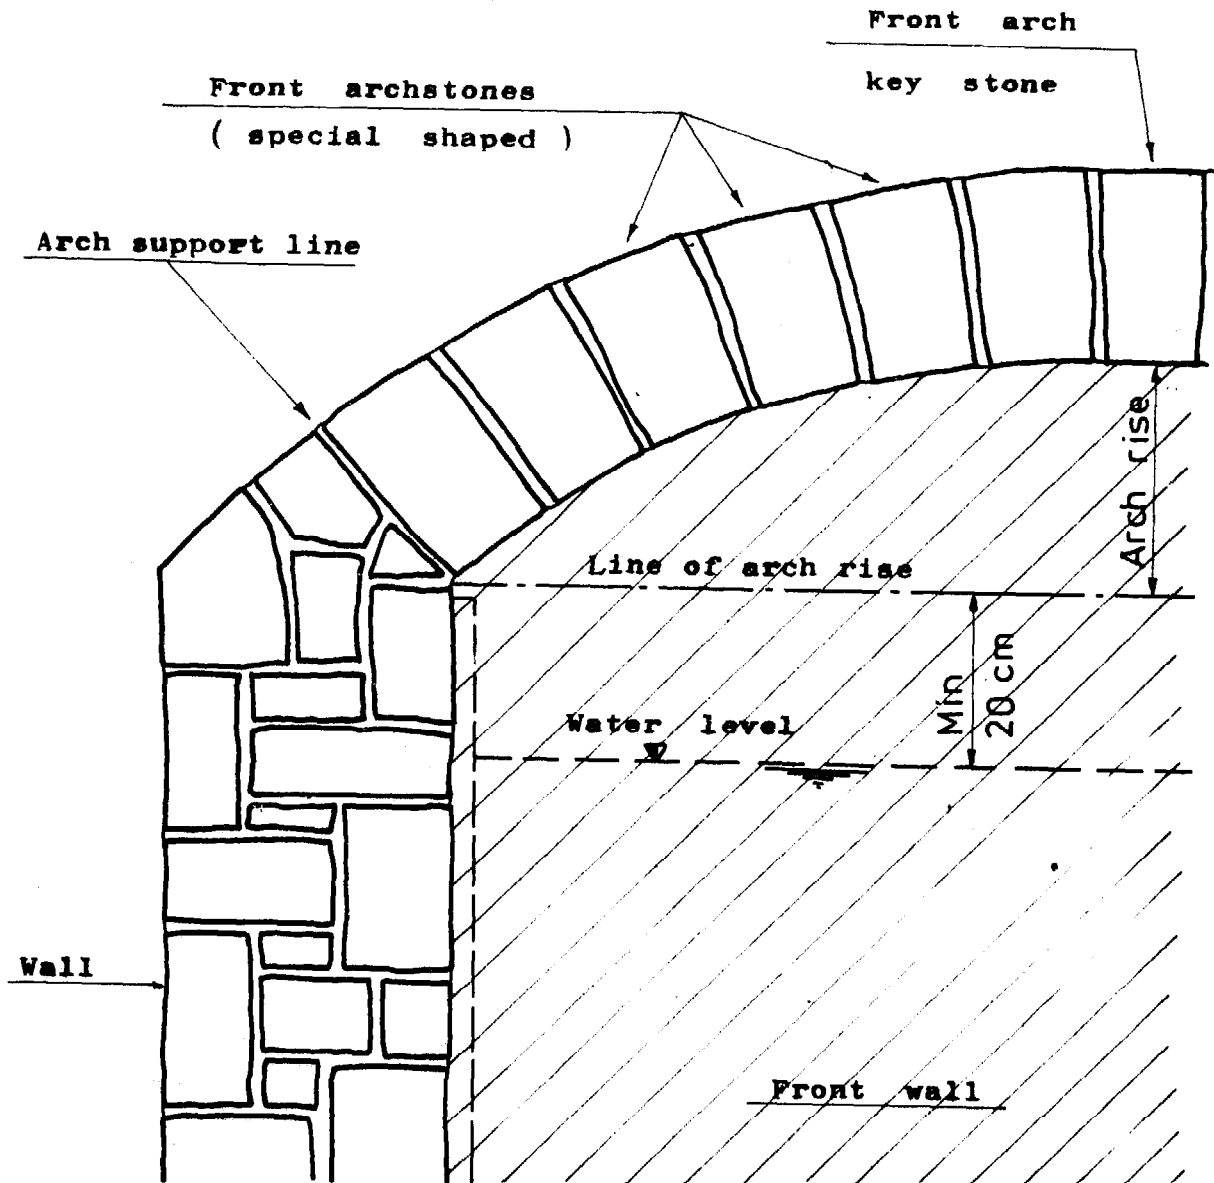 Front arch
key stone
Front archstones
( special shaped )
Arch support line
Arch rise
Line of arch rise
Min
20 cm
Water level
Wall
Front wall